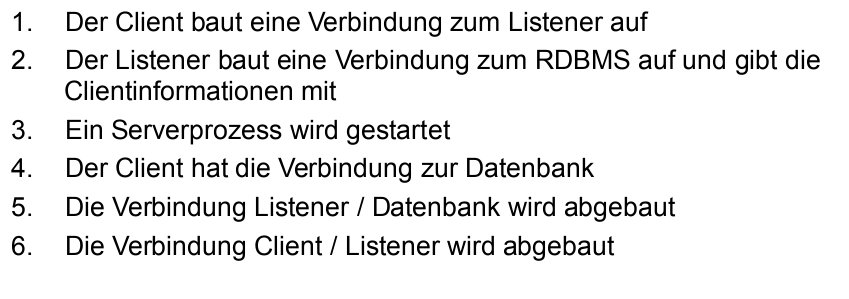 1. Der Client baut eine Verbindung zum Listener auf
2. Der Listener baut eine Verbindung zum RDBMS auf und gibt die
Clientinformationen mit
3. Ein Serverprozess wird gestartet
4. Der Client hat die Verbindung zur Datenbank
5. Die Verbindung Listener / Datenbank wird abgebaut
6. Die Verbindung Client / Listener wird abgebaut